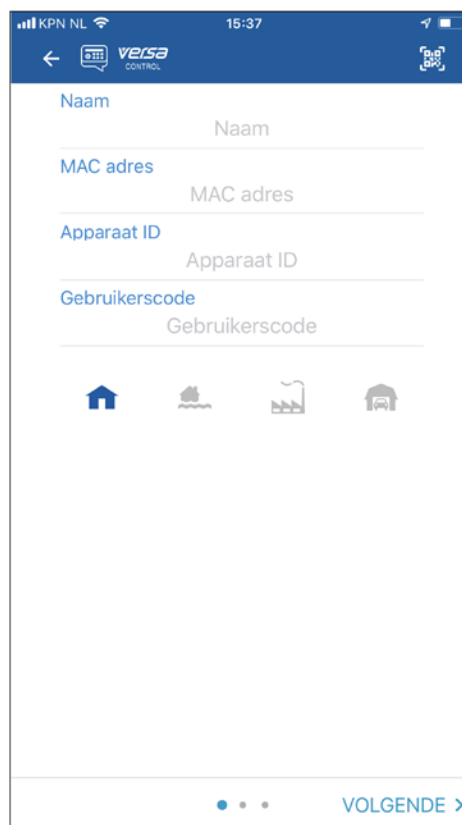 KPN NL 15:37
VERSA
CONTROL
Naam
Naam
MAC adres
MAC adres
Apparaat ID
Apparaat ID
Gebruikerscode
Gebruikerscode
VOLGENDE